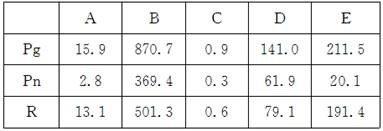 A B C D E
Pg 15.9 870.7 0.9 141.0 211.5
Pn 2.8 369.4 0.3 61.9 20.1
R 13.1 501.3 0.6 79.1 191.4